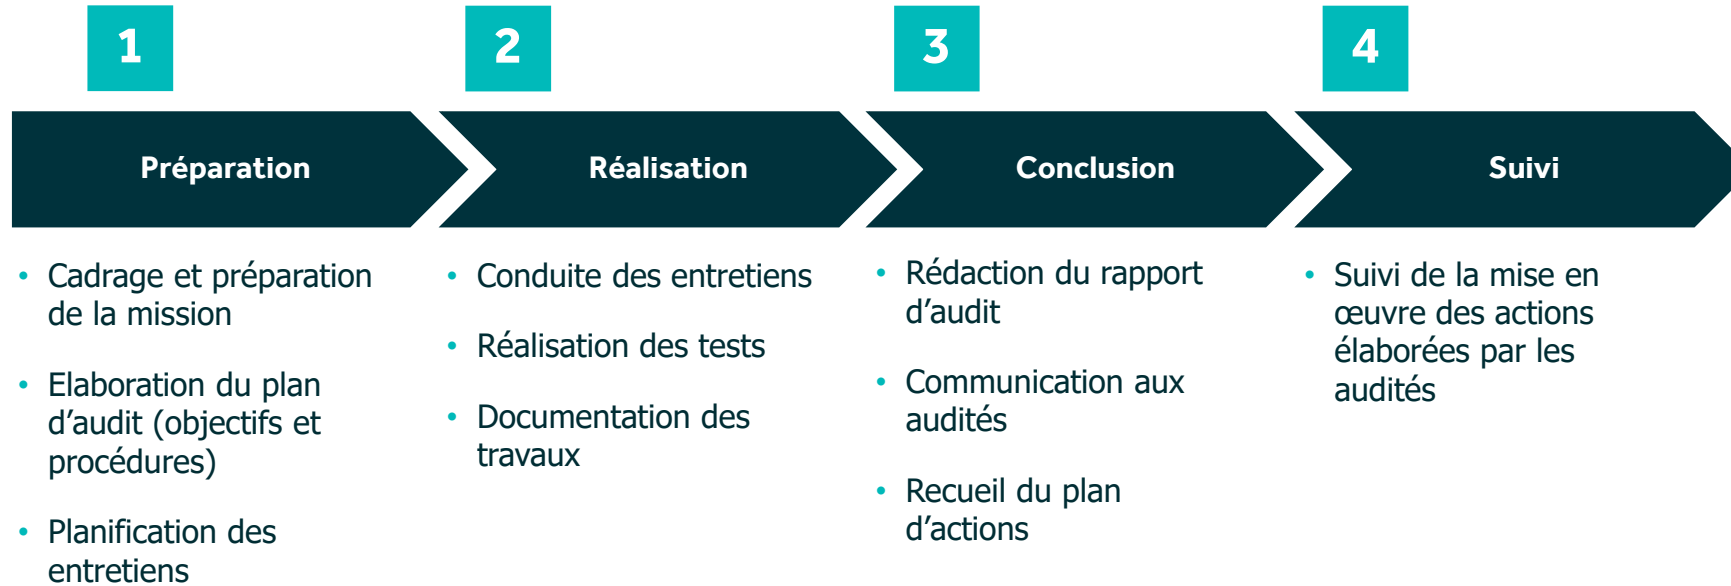 1
Préparation
• Cadrage et préparation
de la mission
• Elaboration du plan
d’audit (objectifs et
procédures)
• Planification des
entretiens
2
Réalisation
• Conduite des entretiens
• Réalisation des tests
• Documentation des
travaux
3
Conclusion
• Rédaction du rapport
d’audit
• Communication aux
audités
• Recueil du plan
d’actions
4
Suivi
• Suivi de la mise en
œuvre des actions
élaborées par les
audités